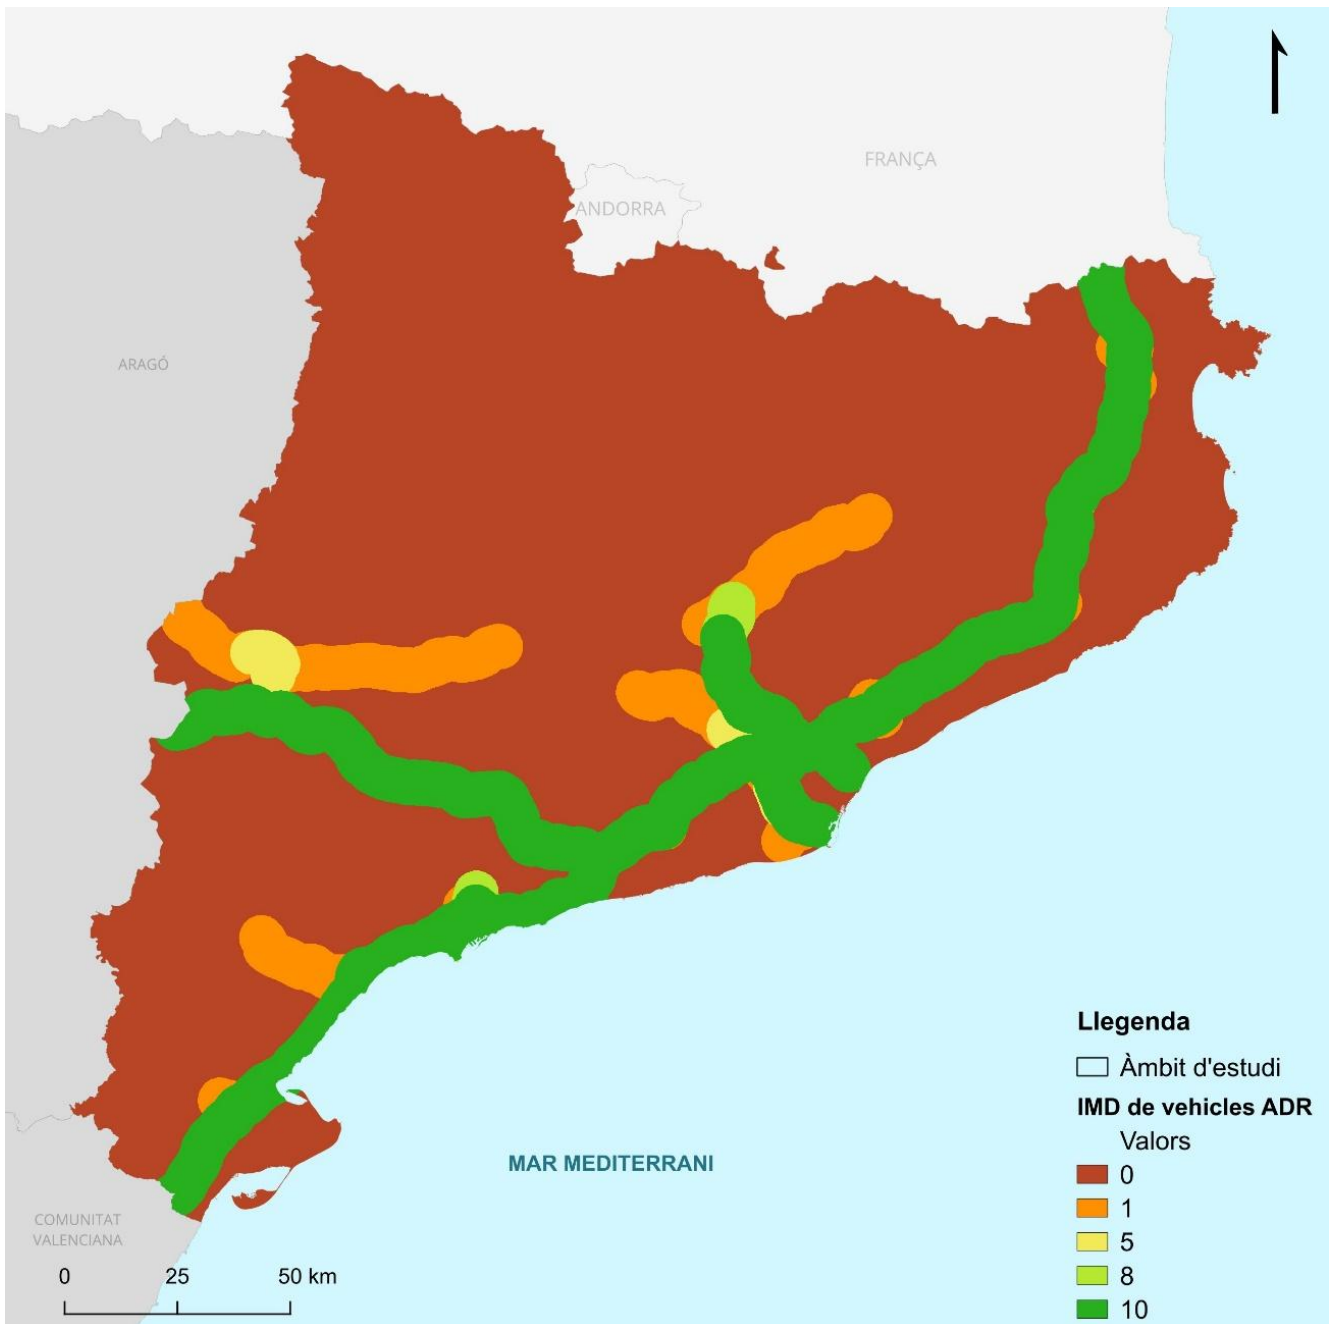 FRANÇA
ANDORRA
ARAGÓ
Llegenda
Àmbit d'estudi
IMD de vehicles ADR
Valors
0
1
5
8
10
MAR MEDITERRANI
COMUNITAT
VALENCIANA
0 25 50 km